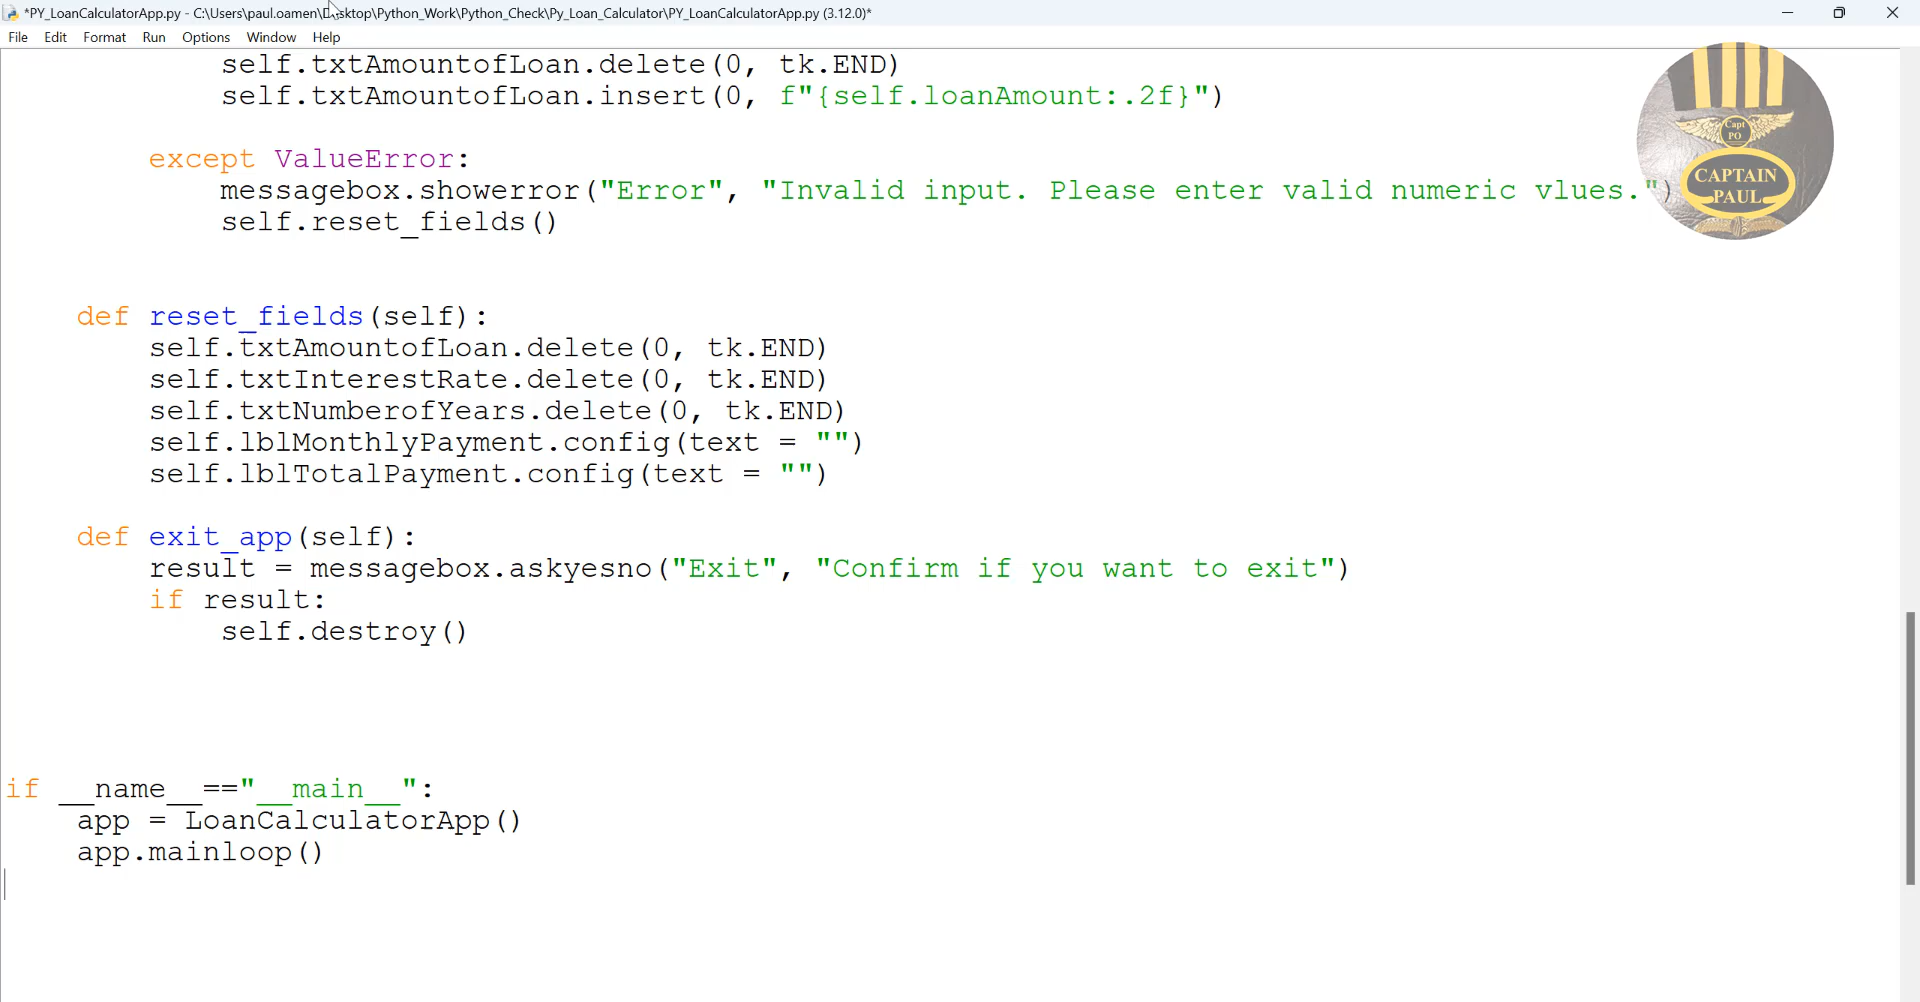 *PY_LoanCalculatorApp.py - C:\Users\paul.oamen\Desktop\Python_Work\Python_Check\Py_Loan_Calculator\PY_LoanCalculatorApp.py (3.12.0)*
File Edit Format Run Options Window Help
self.txtAmountofLoan.delete(0, tk.END)
self.txtAmountofLoan.insert(0, f"{self.loanAmount:.2f}")
except ValueError:
messagebox.showerror("Error", "Invalid input. Please enter valid numeric vlues.")
self.reset_fields()
def reset_fields(self):
self.txtAmountofLoan.delete(0, tk.END)
self.txtInterestRate.delete(0, tk.END)
self.txtNumberofYears.delete(0, tk.END)
self.lblMonthlyPayment.config(text = "")
self.lblTotalPayment.config(text = "")
def exit_app(self):
result = messagebox.askyesno("Exit", "Confirm if you want to exit")
if result:
self.destroy()
if __name__=="__main__":
app = LoanCalculatorApp()
app.mainloop()
Capt
PO
CAPTAIN
PAUL